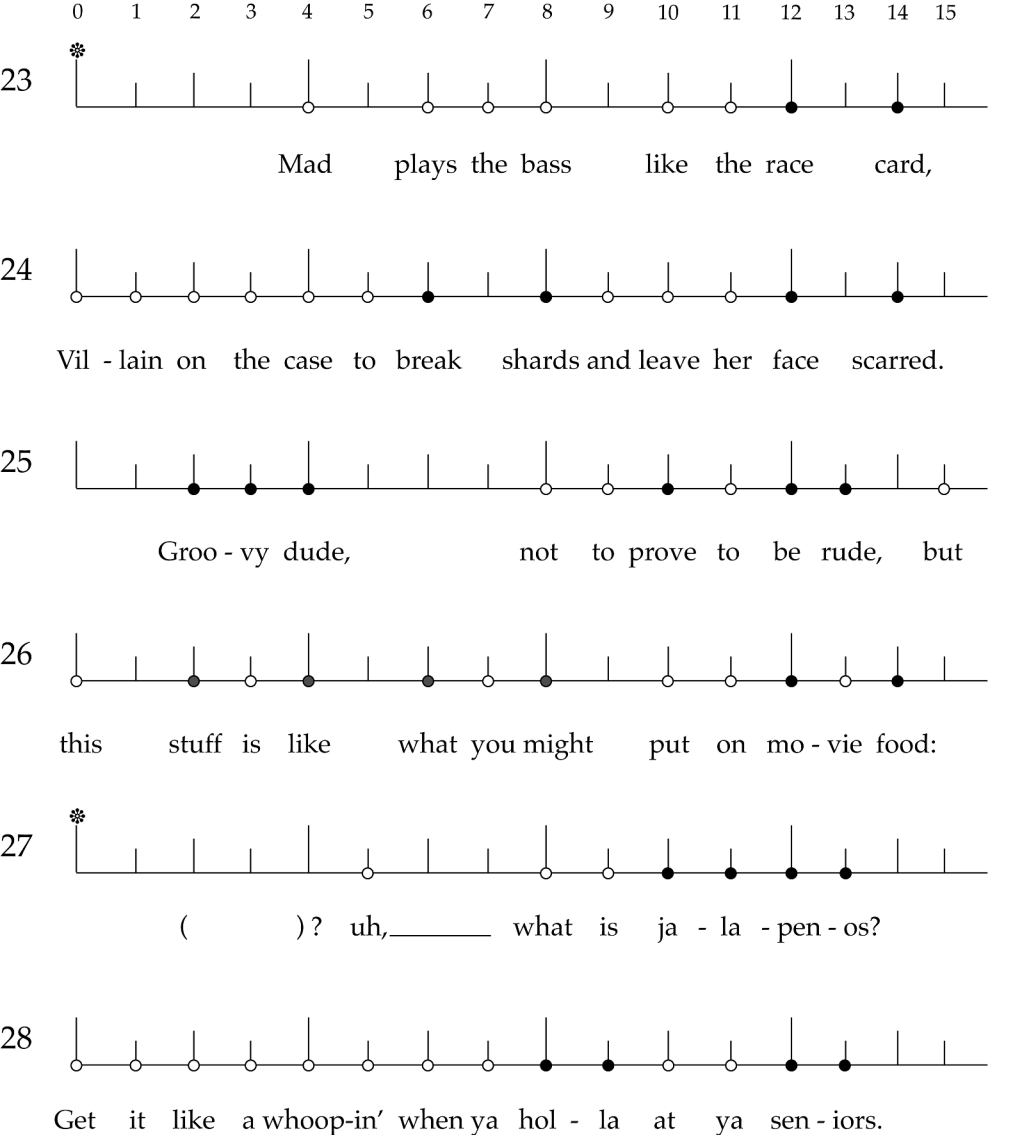 0 1 2 3 4 5 6 7 8 9 10 11 12 13 14 15
❊
23
Mad plays the bass like the race card,
24
Vil - lain on the case to break shards and leave her face scarred.
25
Groo - vy dude, not to prove to be rude, but
26
this stuff is like what you might put on mo - vie food:
❊
27
( ) ? uh,_______ what is ja - la - pen - os?
28
Get it like a whoop-in’ when ya hol - la at ya sen - iors.